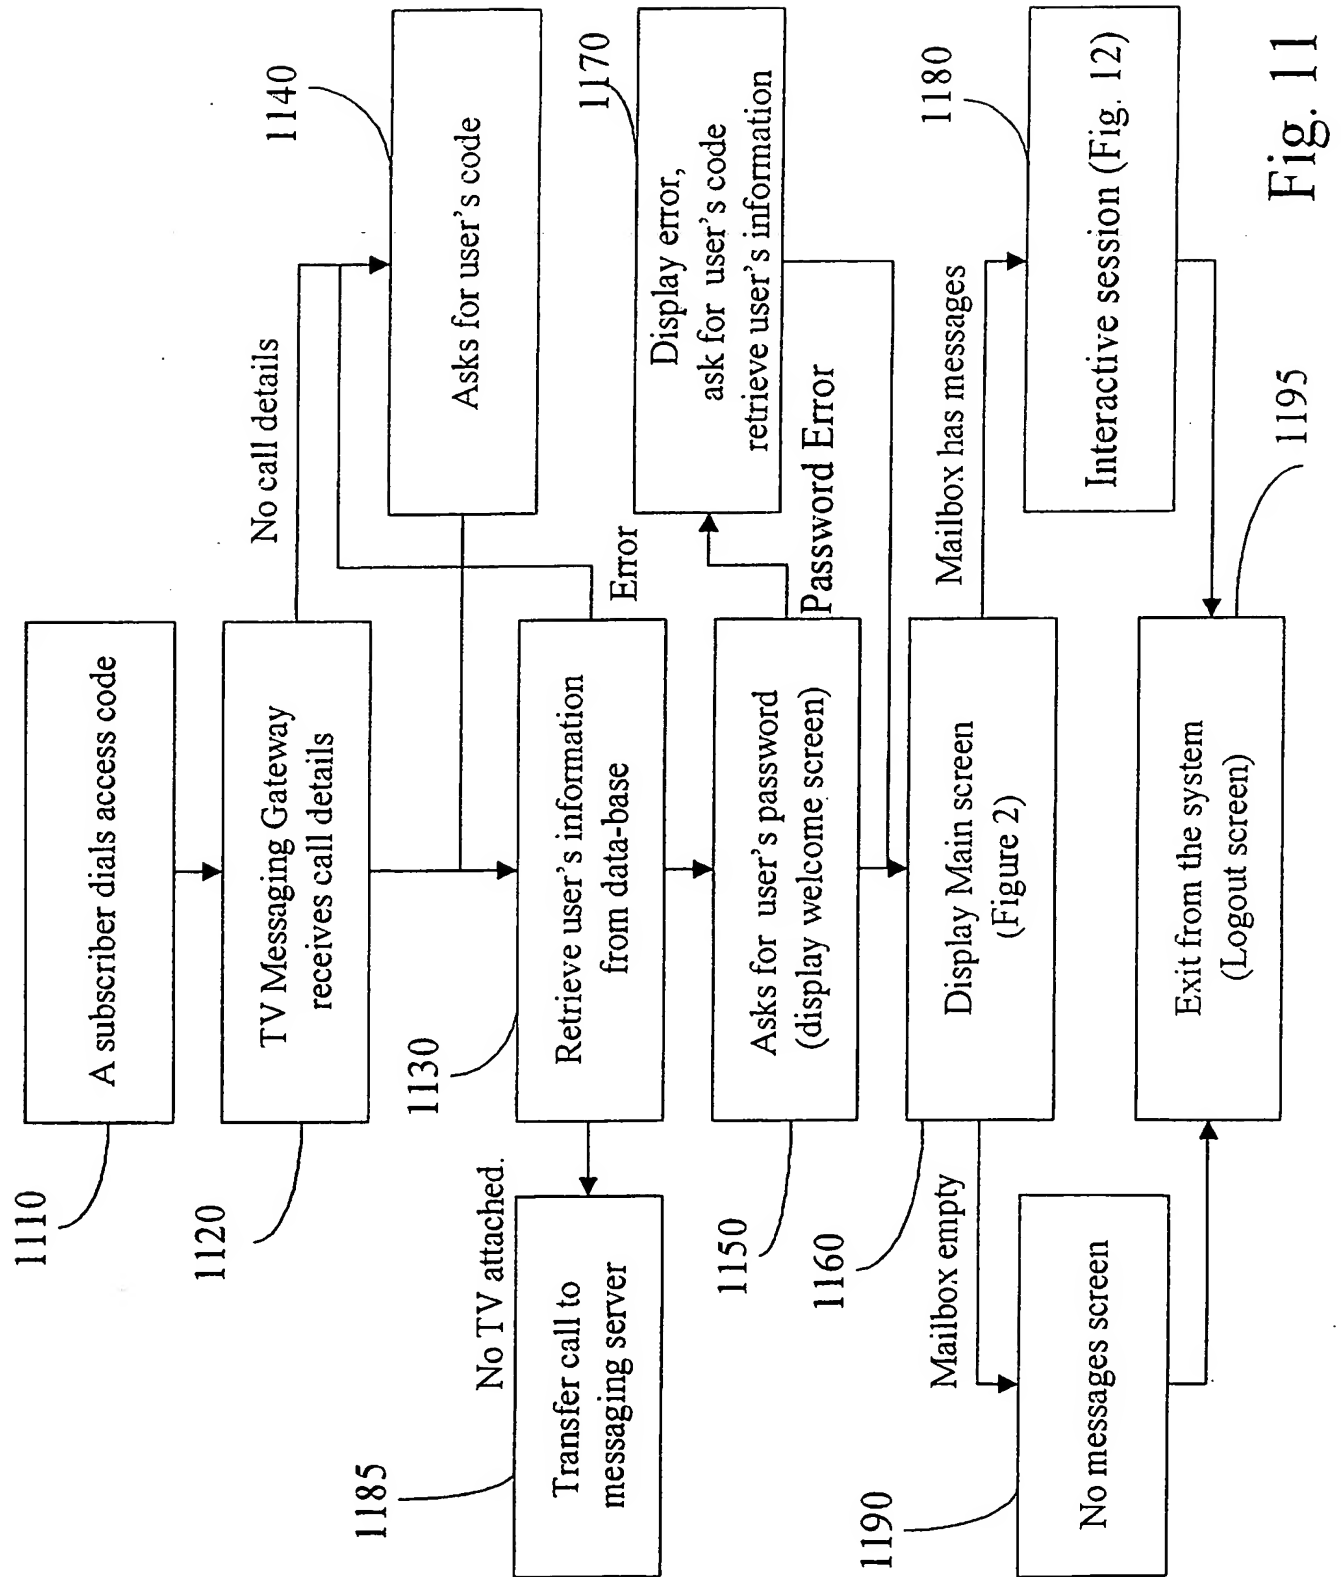 1110
A subscriber dials access code
1120
TV Messaging Gateway
receives call details
No call details
1140
Asks for user's code
1130
Retrieve user's information
from data-base
Error
No TV attached.
1185
Transfer call to
messaging server
1150
Asks for user's password
(display welcome screen)
Password Error
1170
Display error,
ask for user's code
retrieve user's information
1160
Display Main screen
(Figure 2)
Mailbox empty
Mailbox has messages
1190
No messages screen
1180
Interactive session (Fig. 12)
1195
Exit from the system
(Logout screen)
Fig. 11